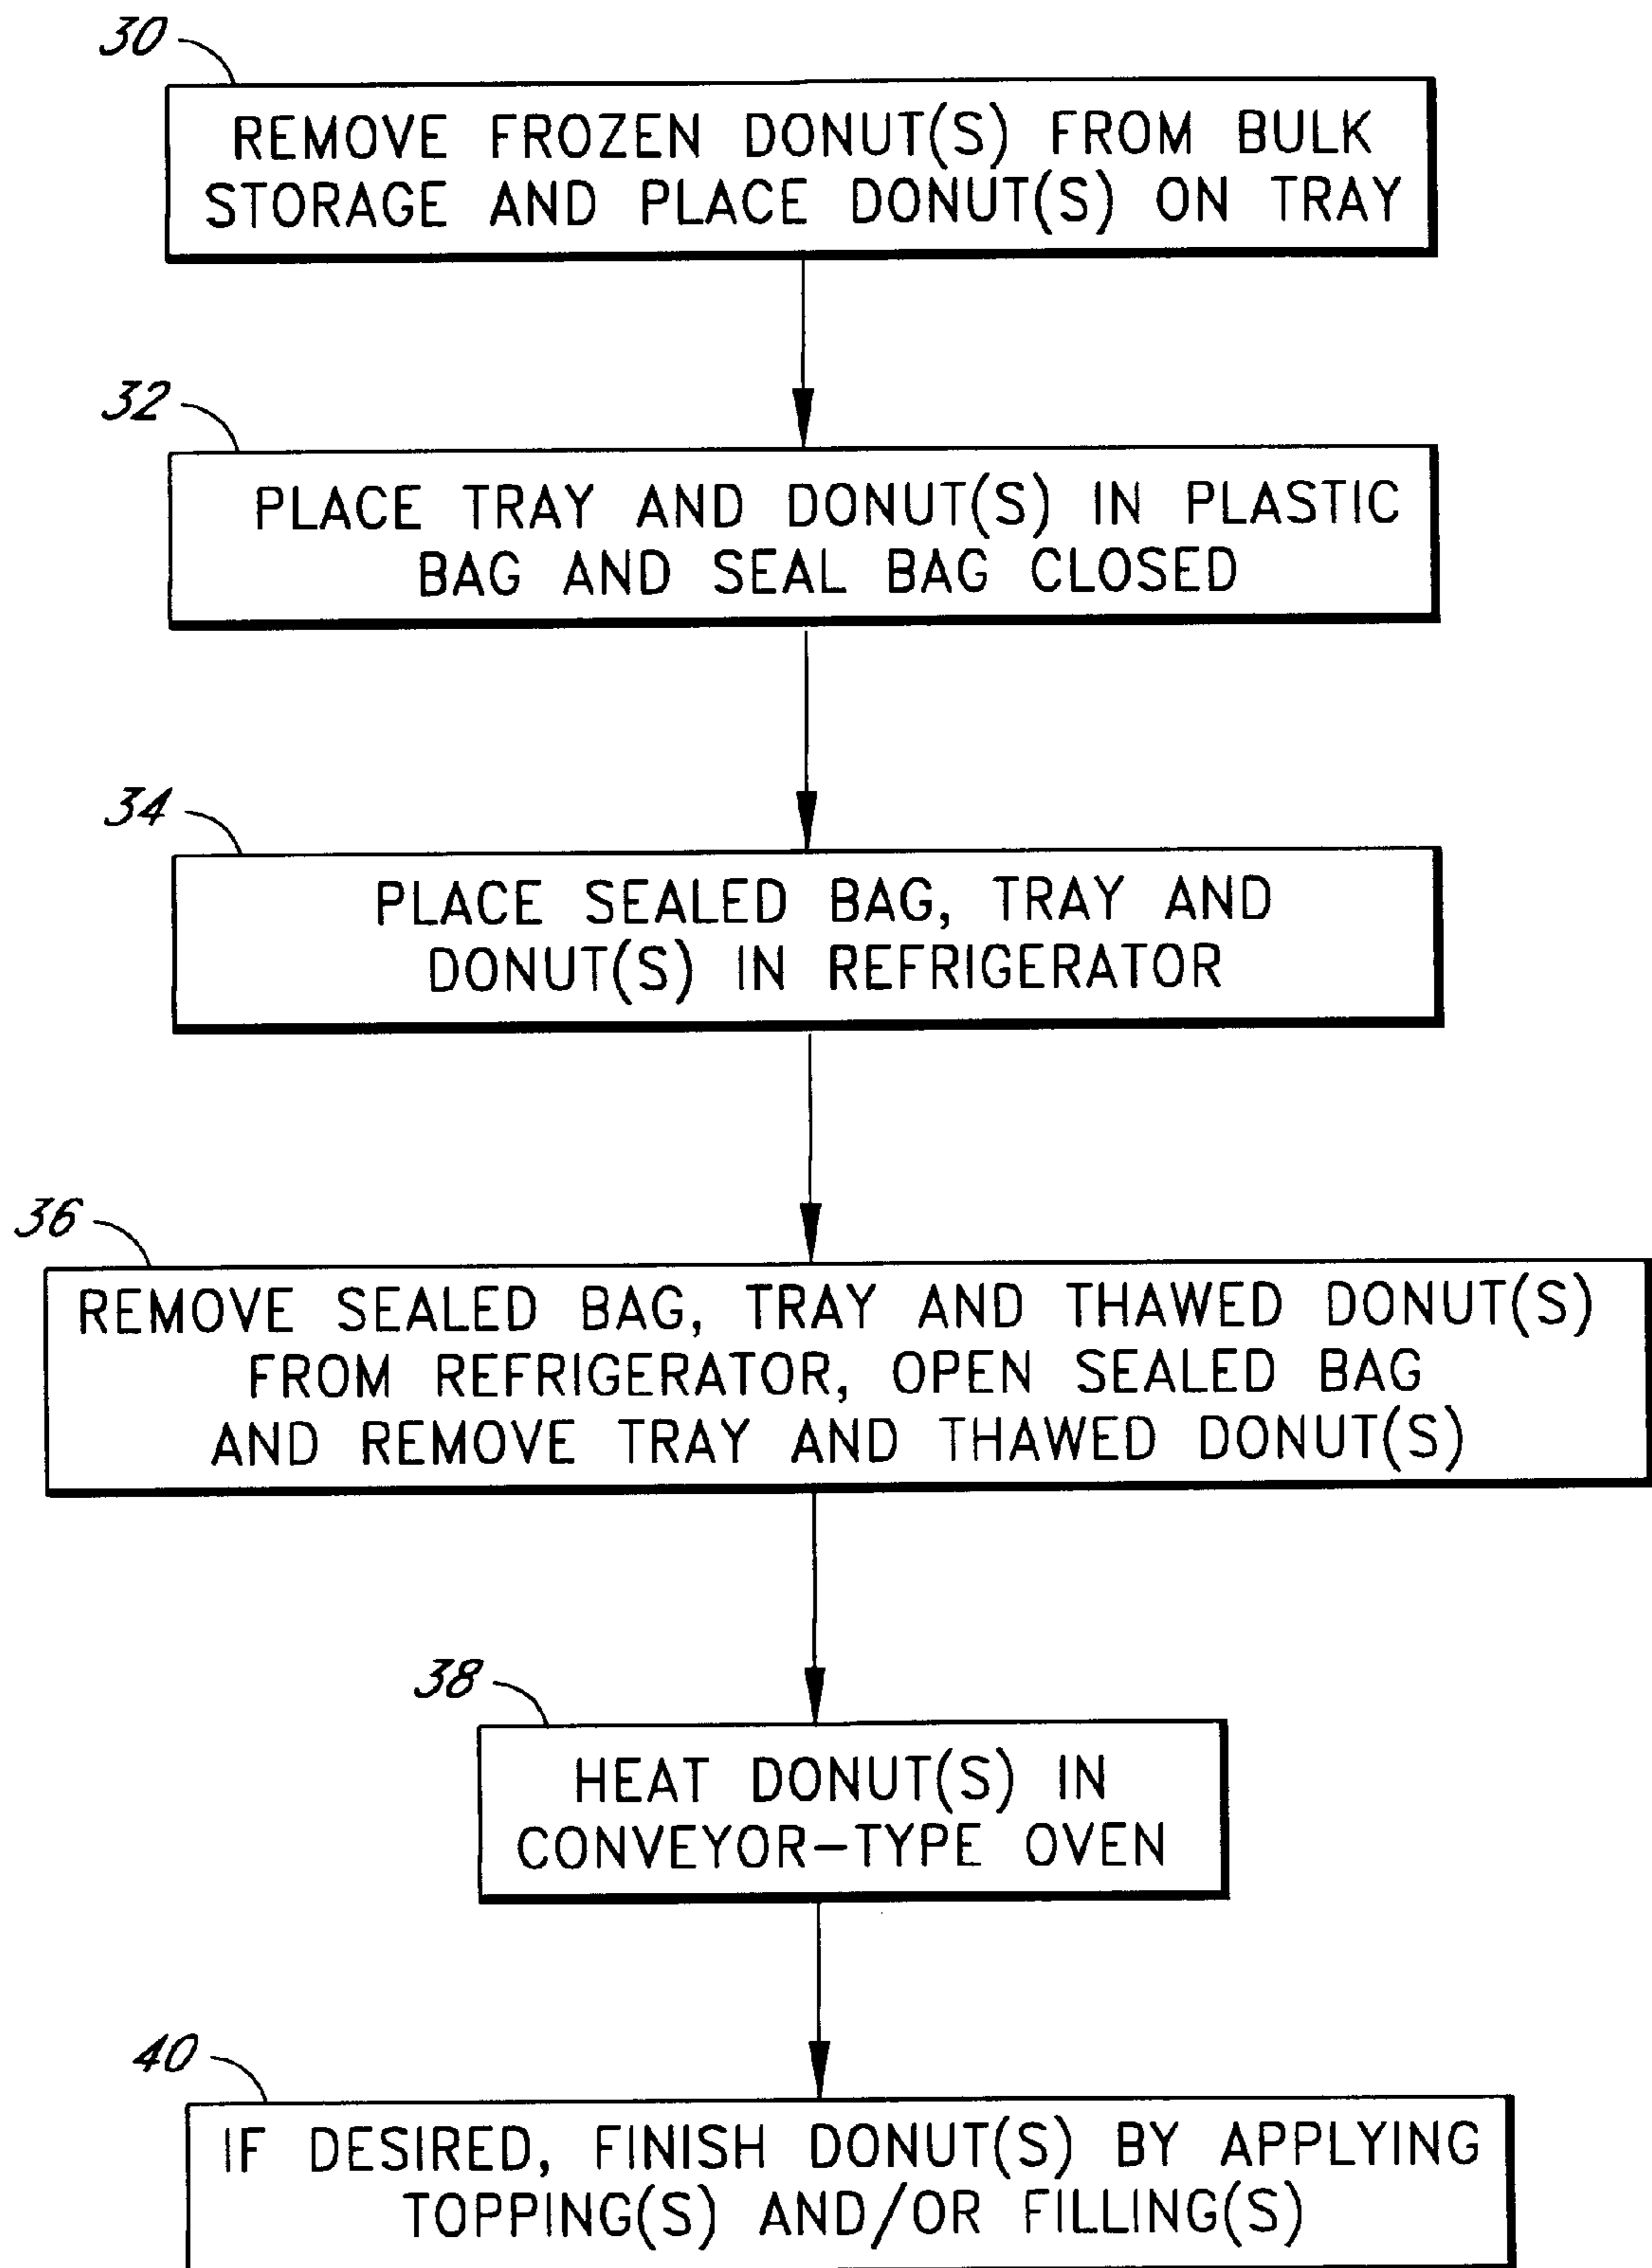 30
REMOVE FROZEN DONUT(S) FROM BULK
STORAGE AND PLACE DONUT(S) ON TRAY
32
PLACE TRAY AND DONUT(S) IN PLASTIC
BAG AND SEAL BAG CLOSED
34
PLACE SEALED BAG, TRAY AND
DONUT(S) IN REFRIGERATOR
36
REMOVE SEALED BAG, TRAY AND THAWED DONUT(S)
FROM REFRIGERATOR, OPEN SEALED BAG
AND REMOVE TRAY AND THAWED DONUT(S)
38
HEAT DONUT(S) IN
CONVEYOR-TYPE OVEN
40
IF DESIRED, FINISH DONUT(S) BY APPLYING
TOPPING(S) AND/OR FILLING(S)